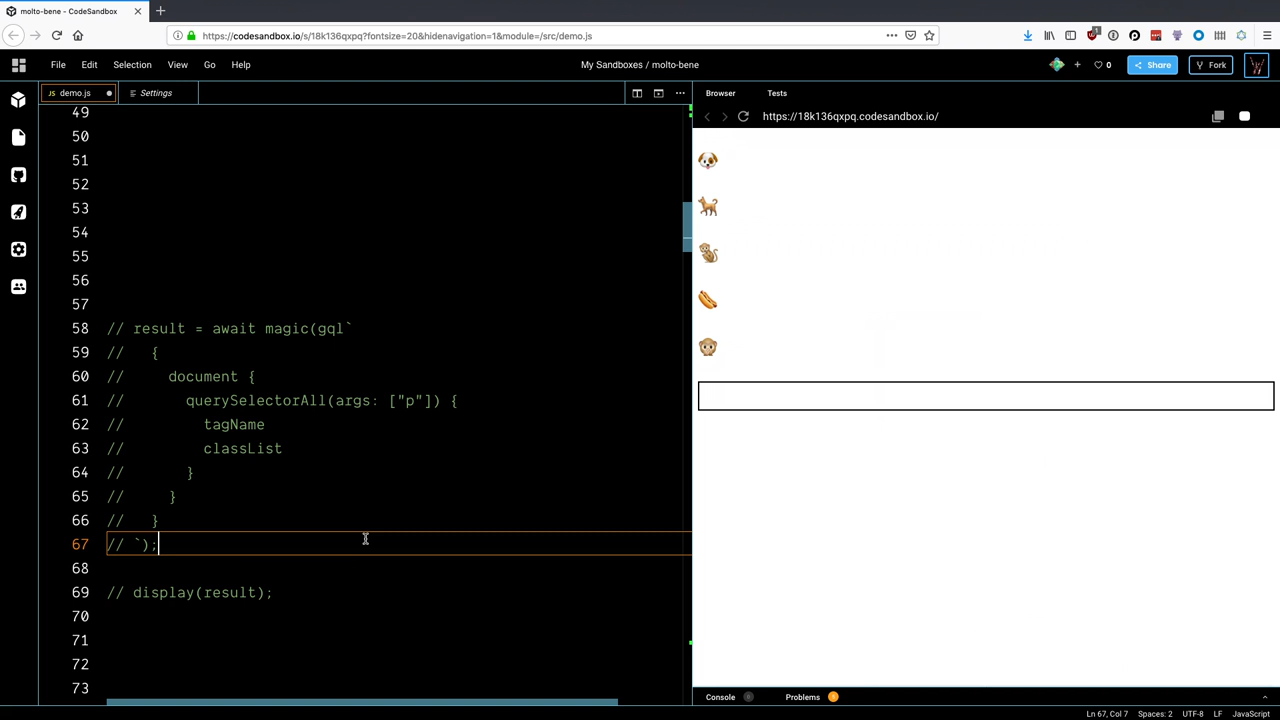 molto-bene - CodeSandbox
https://codesandbox.io/s/18k136qxpq?fontsize=20&hidenavigation=1&module=/src/demo.js
File Edit Selection View Go Help
My Sandboxes / molto-bene
0
Share
Fork
JS demo.js
Settings
Browser Tests
https://18k136qxpq.codesandbox.io/
49
50
51
52
53
54
55
56
57
58 // result = await magic(gql`
59 //   {
60 //     document {
61 //       querySelectorAll(args: ["p"]) {
62 //         tagName
63 //         classList
64 //       }
65 //     }
66 //   }
67 // `);
68
69 // display(result);
70
71
72
73
Console 0 Problems 5
Ln 67, Col 7 Spaces: 2 UTF-8 LF JavaScript